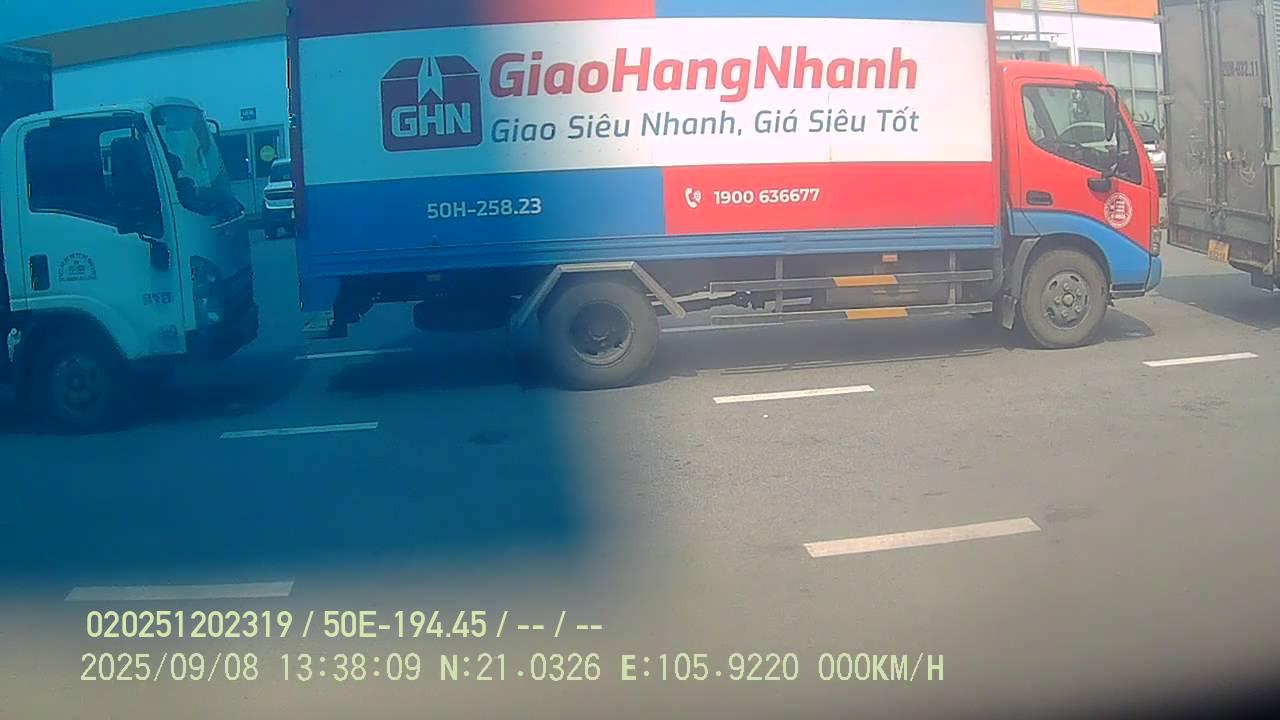 GHN
GiaoHangNhanh
Giao Siêu Nhanh, Giá Siêu Tốt
50H-258.23
1900 636677
020251202319 / 50E-194.45 / -- / --
2025/09/08 13:38:09 N:21.0326 E:105.9220 000KM/H